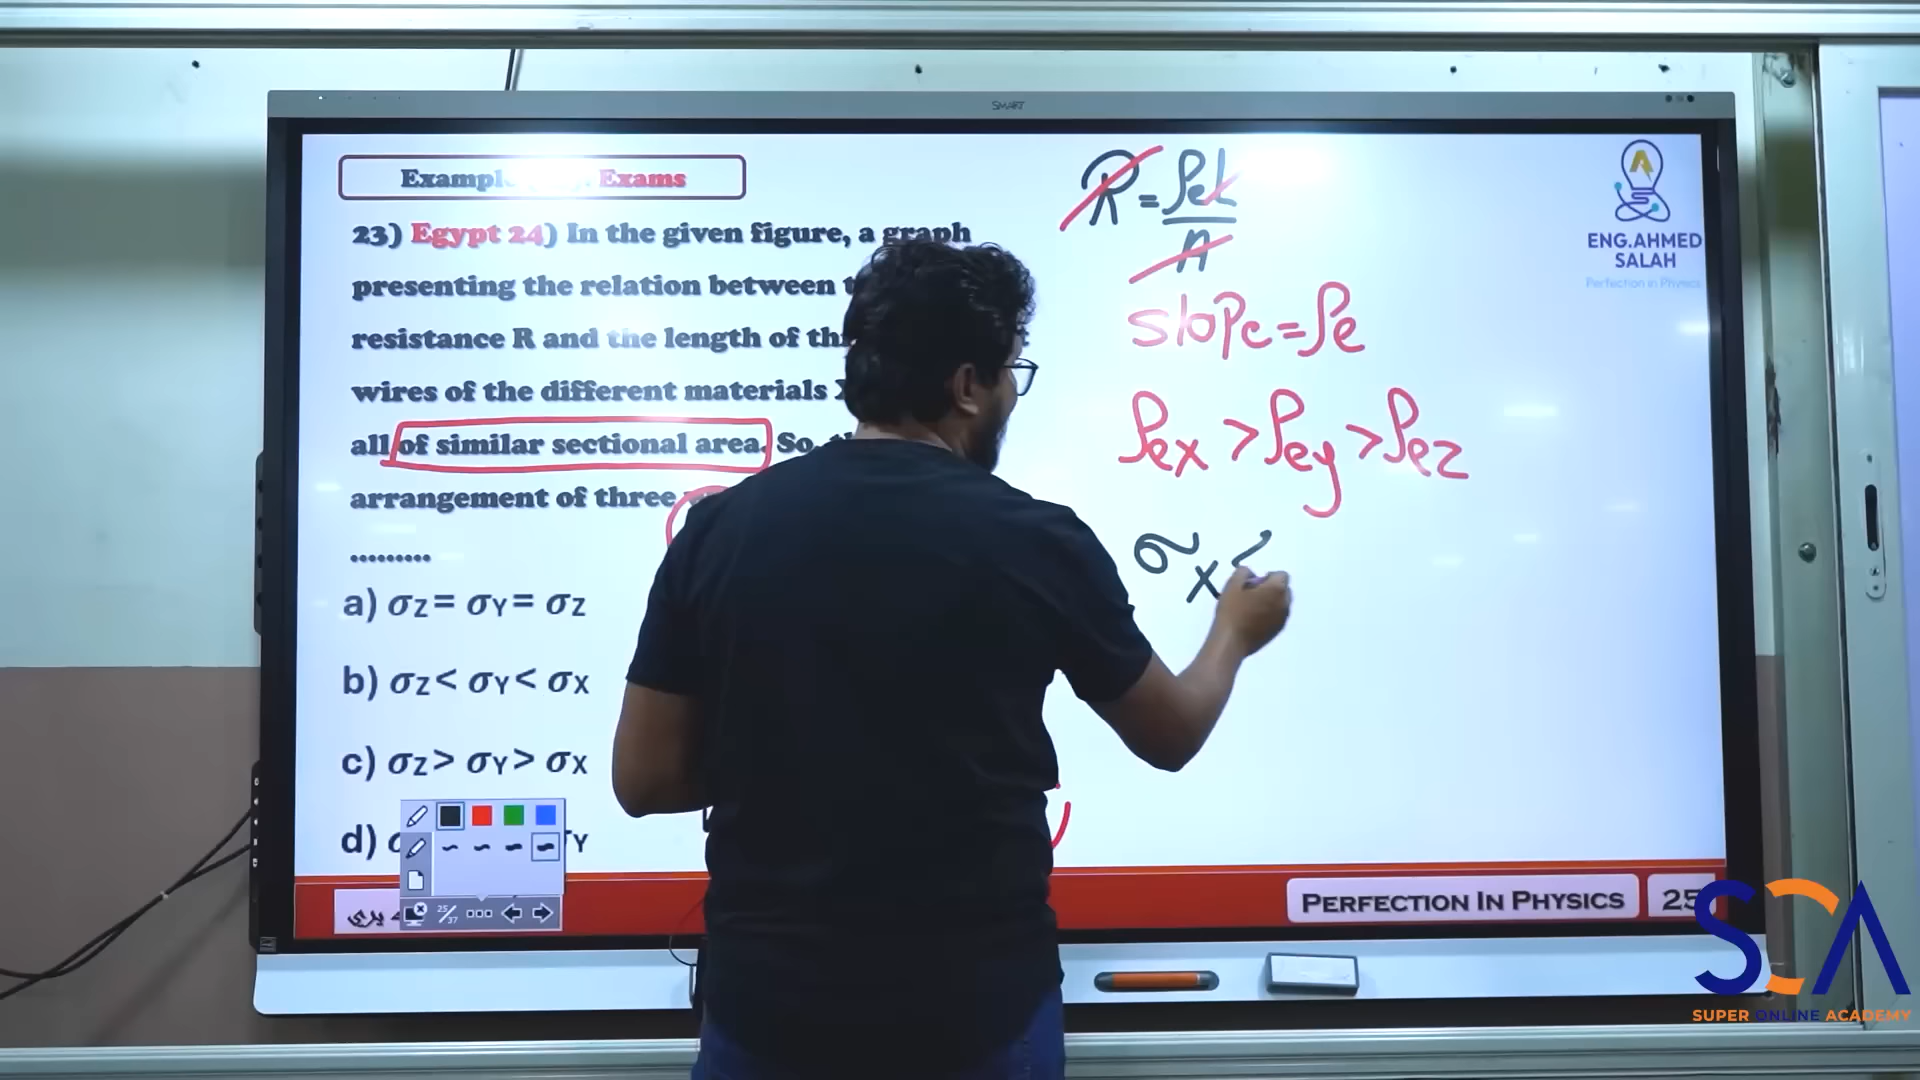 SMART
Exampl Exams
23) Egypt 24) In the given figure, a graph
presenting the relation between
resistance R and the length of
wires of the different materials
all of similar sectional area. So,
arrangement of three
.........
a) σZ= σY= σZ
b) σZ< σY< σX
c) σZ> σY> σX
d) Y
25/37
R = ρeL/A
slope = ρe
ρex > ρey > ρez
σx <
ENG.AHMED
SALAH
Perfection in Physics
PERFECTION IN PHYSICS
25
SOA
SUPER ONLINE ACADEMY